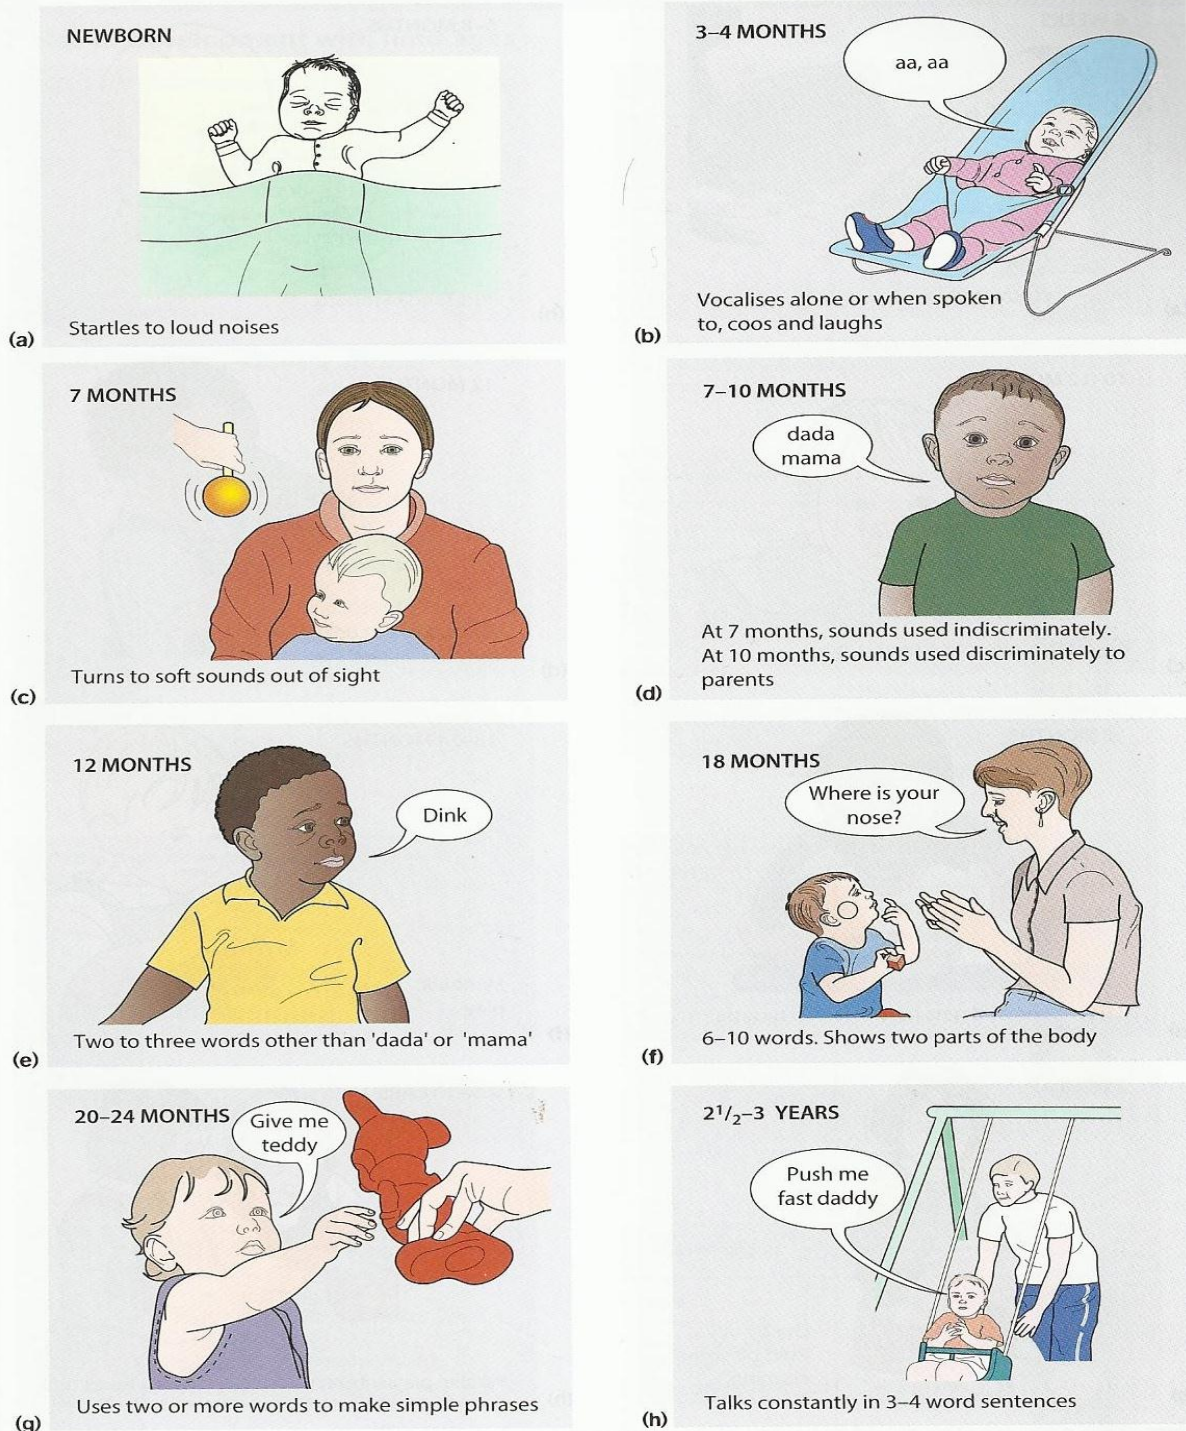 NEWBORN
Startles to loud noises
(a)
3–4 MONTHS
aa, aa
Vocalises alone or when spoken
to, coos and laughs
(b)
7 MONTHS
Turns to soft sounds out of sight
(c)
7–10 MONTHS
dada
mama
At 7 months, sounds used indiscriminately.
At 10 months, sounds used discriminately to
parents
(d)
12 MONTHS
Dink
Two to three words other than 'dada' or 'mama'
(e)
18 MONTHS
Where is your
nose?
6–10 words. Shows two parts of the body
(f)
20–24 MONTHS
Give me
teddy
Uses two or more words to make simple phrases
(g)
2 1/2–3 YEARS
Push me
fast daddy
Talks constantly in 3–4 word sentences
(h)